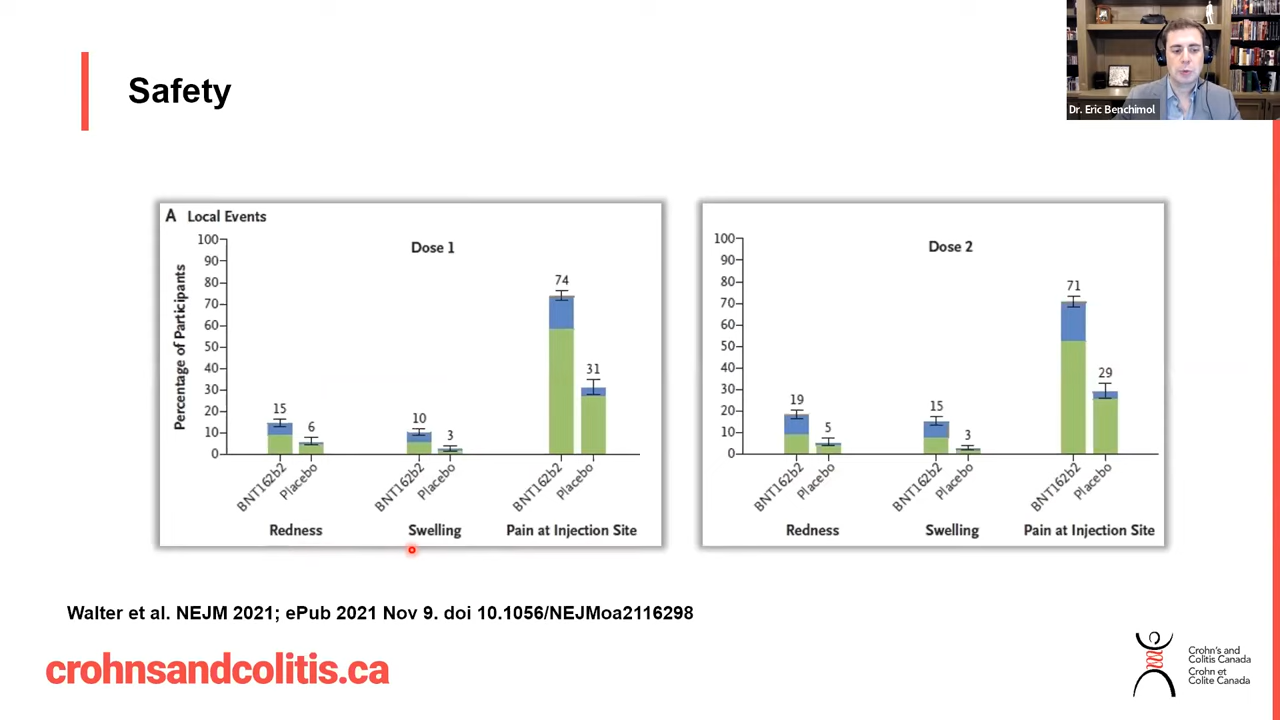 Safety
Dr. Eric Benchimol
A Local Events
Dose 1
Percentage of Participants
100
90
80
70
60
50
40
30
20
10
0
15
6
10
3
74
31
BNT162b2
Placebo
BNT162b2
Placebo
BNT162b2
Placebo
Redness
Swelling
Pain at Injection Site
Dose 2
100
90
80
70
60
50
40
30
20
10
0
19
5
15
3
71
29
BNT162b2
Placebo
BNT162b2
Placebo
BNT162b2
Placebo
Redness
Swelling
Pain at Injection Site
Walter et al. NEJM 2021; ePub 2021 Nov 9. doi 10.1056/NEJMoa2116298
crohnsandcolitis.ca
Crohn's and
Colitis Canada
Crohn et
Colite Canada